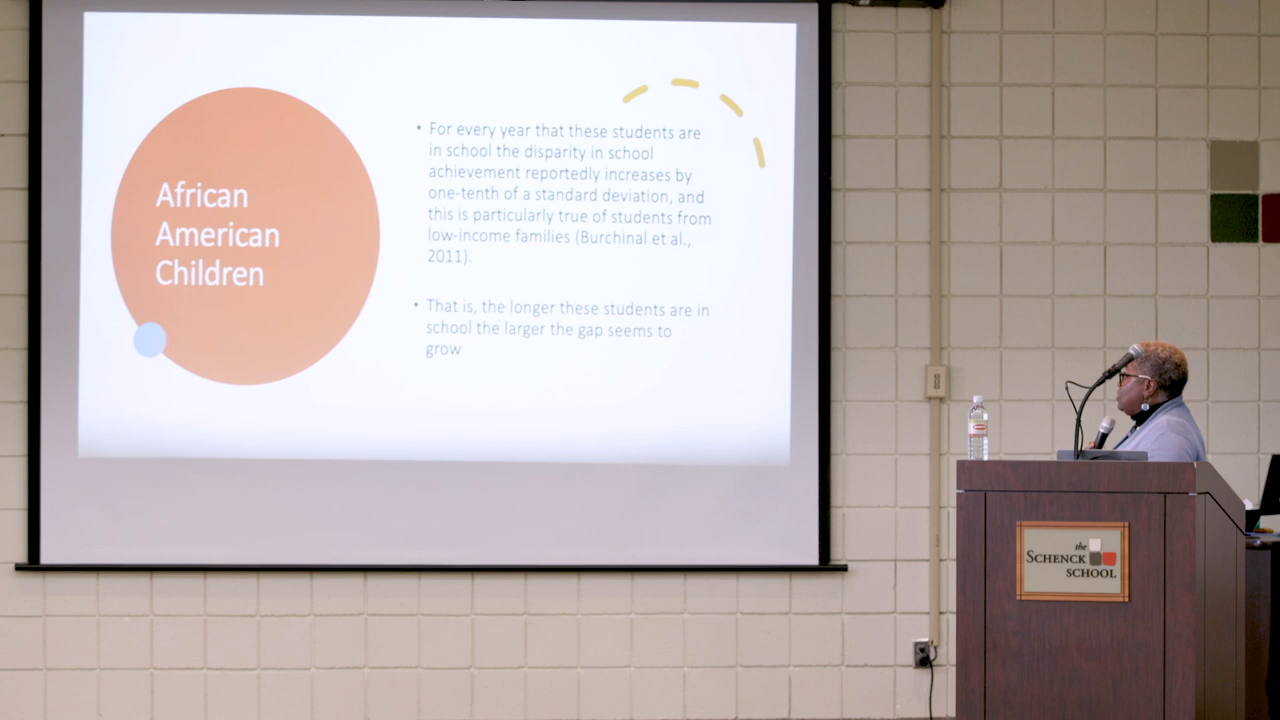 African
American
Children
• For every year that these students are
in school the disparity in school
achievement reportedly increases by
one-tenth of a standard deviation, and
this is particularly true of students from
low-income families (Burchinal et al.,
2011).
• That is, the longer these students are in
school the larger the gap seems to
grow
the
SCHENCK
SCHOOL